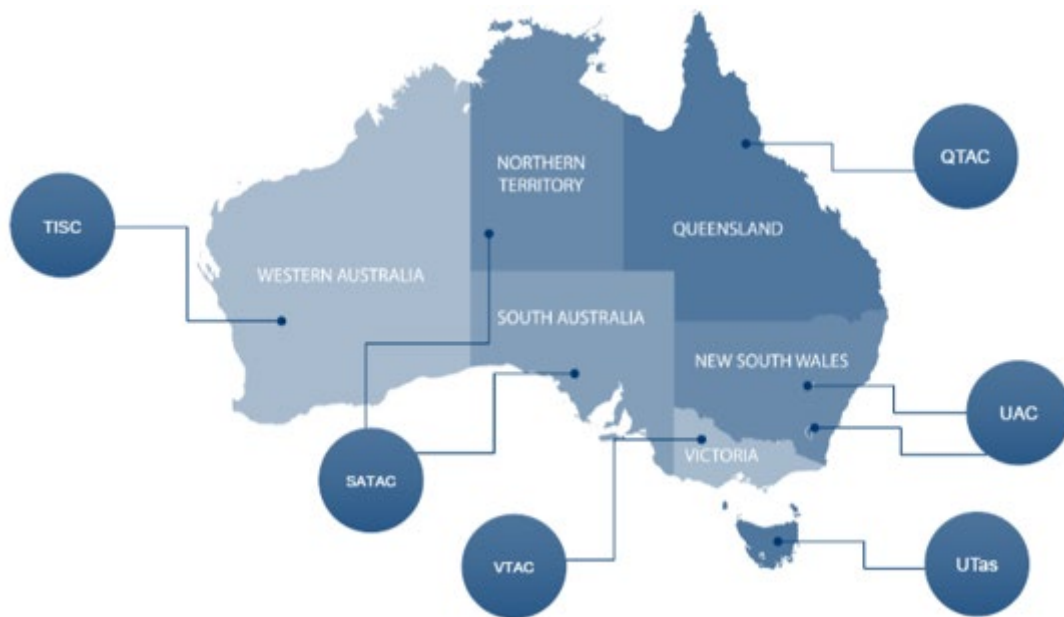 NORTHERN
TERRITORY
QTAC
TISC
QUEENSLAND
WESTERN AUSTRALIA
SOUTH AUSTRALIA
NEW SOUTH WALES
UAC
VICTORIA
SATAC
VTAC
UTas